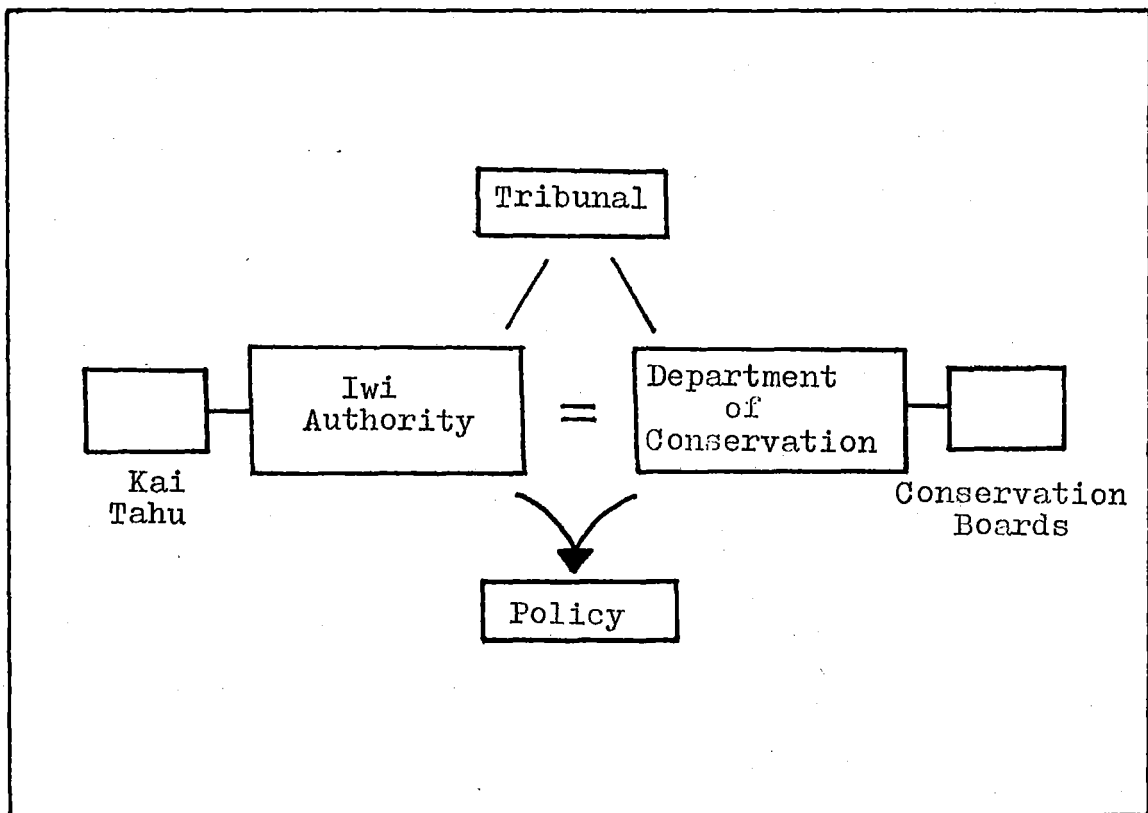 Tribunal
Iwi
Authority
=
Department
of
Conservation
Kai
Tahu
Conservation
Boards
Policy